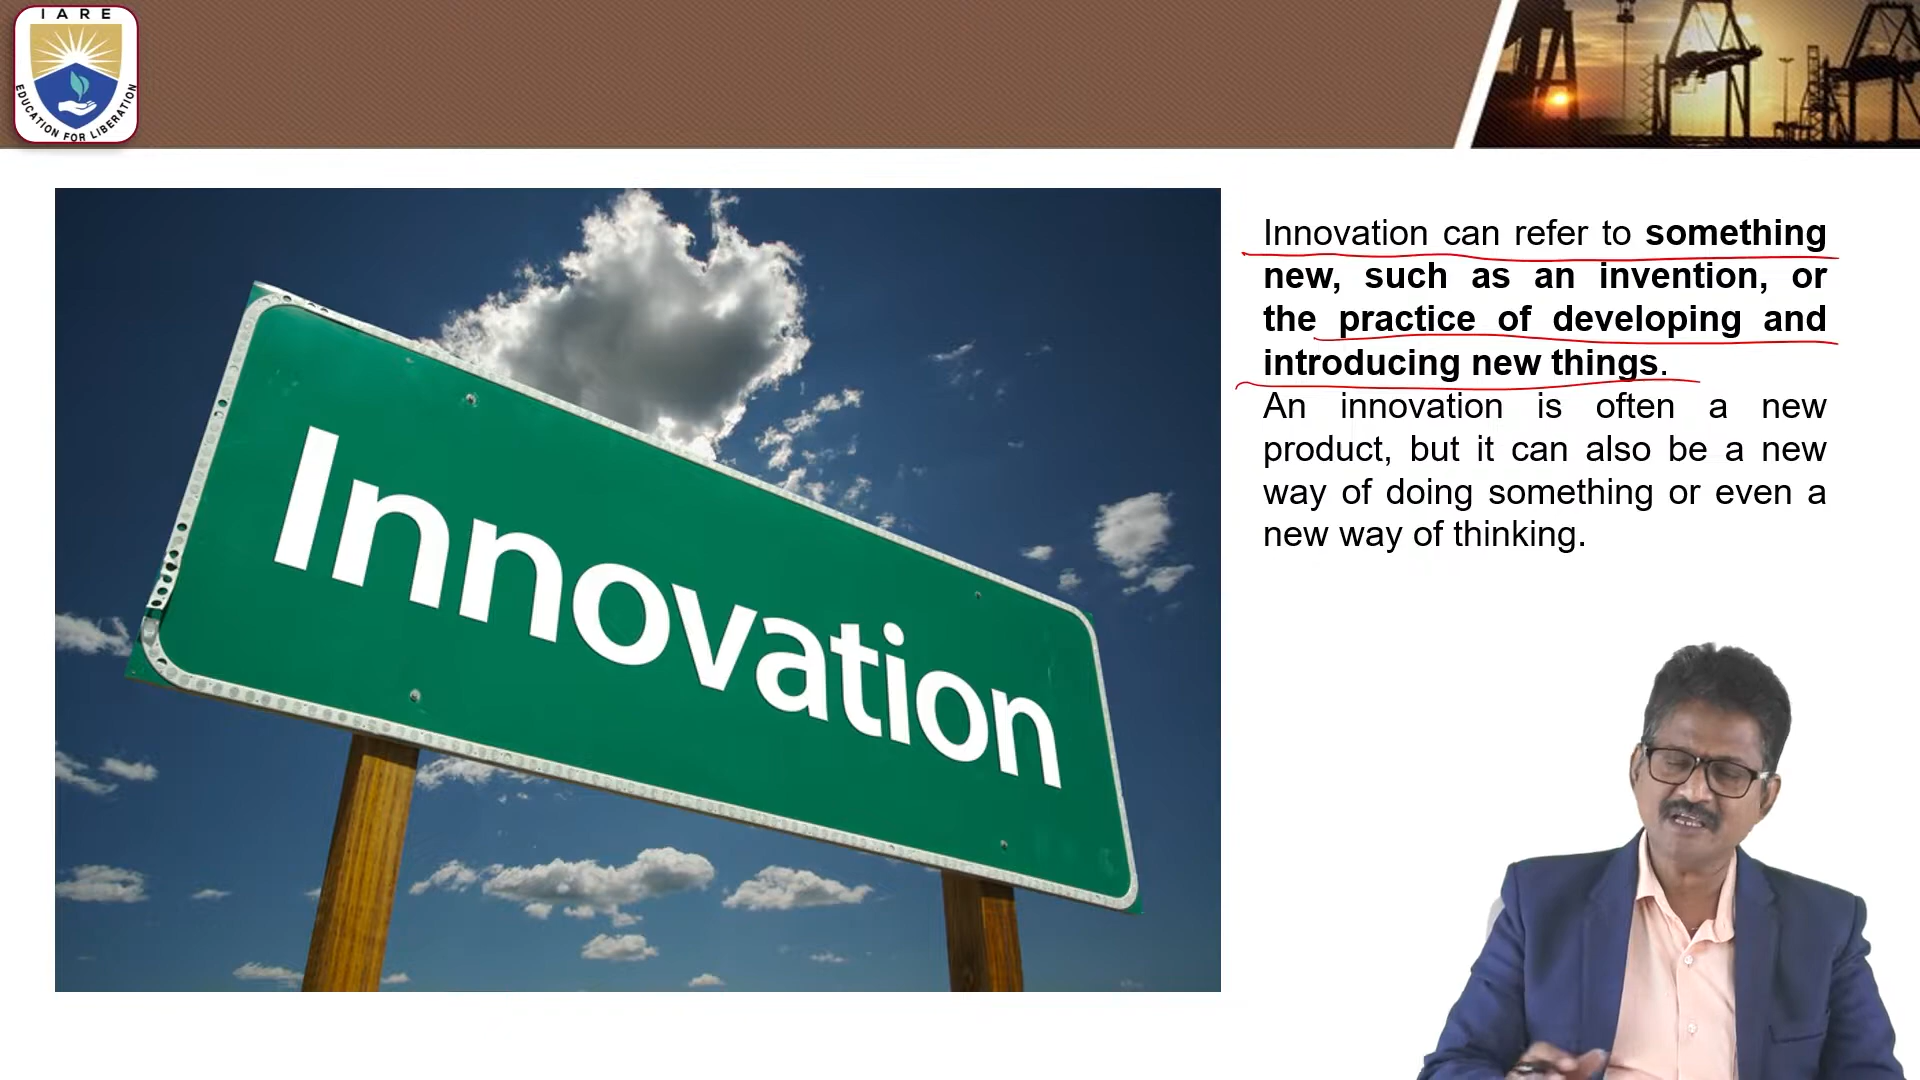 IARE
EDUCATION FOR LIBERATION
Innovation
Innovation can refer to something
new, such as an invention, or
the practice of developing and
introducing new things.
An innovation is often a new
product, but it can also be a new
way of doing something or even a
new way of thinking.